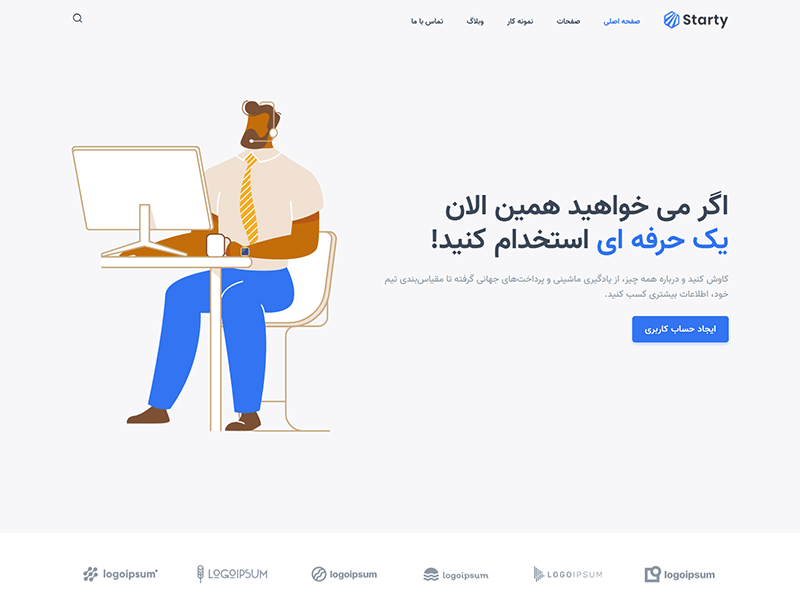 Starty
صفحه اصلی
صفحات
نمونه کار
وبلاگ
تماس با ما
اگر می خواهید همین الان
یک حرفه ای استخدام کنید!
کاوش کنید و درباره همه چیز، از یادگیری ماشینی و پرداخت‌های جهانی گرفته تا مقیاس‌بندی تیم
خود، اطلاعات بیشتری کسب کنید.
ایجاد حساب کاربری
logoipsum
LOGOIPSUM
logoipsum
logoipsum
LOGOIPSUM
logoipsum